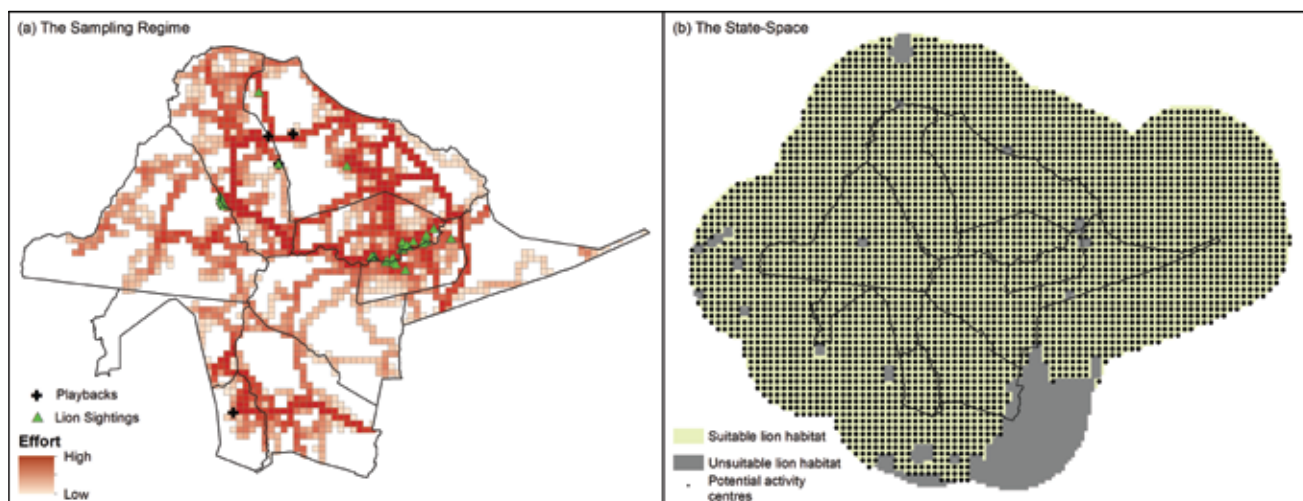 (a) The Sampling Regime
Playbacks
Lion Sightings
Effort
High
Low
(b) The State-Space
Suitable lion habitat
Unsuitable lion habitat
Potential activity
centres